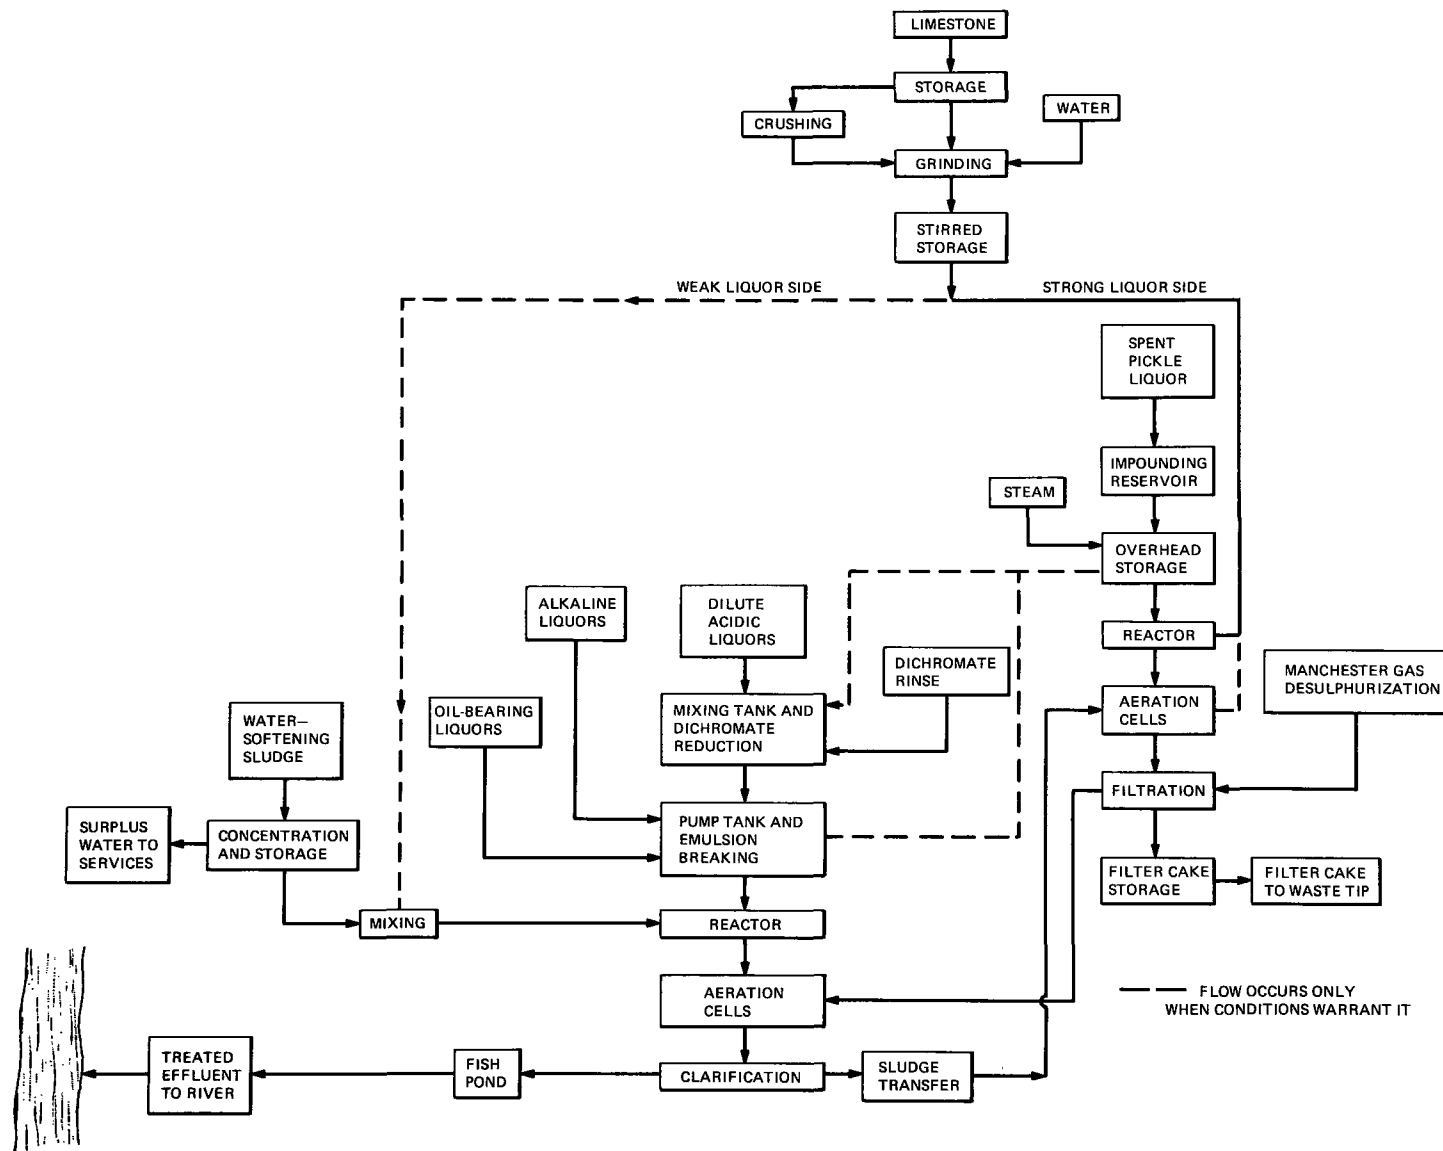 LIMESTONE
STORAGE
WATER
CRUSHING
GRINDING
STIRRED
STORAGE
WEAK LIQUOR SIDE
STRONG LIQUOR SIDE
SPENT
PICKLE
LIQUOR
IMPOUNDING
RESERVOIR
STEAM
OVERHEAD
STORAGE
ALKALINE
LIQUORS
DILUTE
ACIDIC
LIQUORS
REACTOR
DICHROMATE
RINSE
MANCHESTER GAS
DESULPHURIZATION
WATER—
SOFTENING
SLUDGE
OIL-BEARING
LIQUORS
MIXING TANK AND
DICHROMATE
REDUCTION
AERATION
CELLS
FILTRATION
SURPLUS
WATER TO
SERVICES
CONCENTRATION
AND STORAGE
PUMP TANK AND
EMULSION
BREAKING
FILTER CAKE
STORAGE
FILTER CAKE
TO WASTE TIP
MIXING
REACTOR
AERATION
CELLS
FLOW OCCURS ONLY
WHEN CONDITIONS WARRANT IT
TREATED
EFFLUENT
TO RIVER
FISH
POND
CLARIFICATION
SLUDGE
TRANSFER